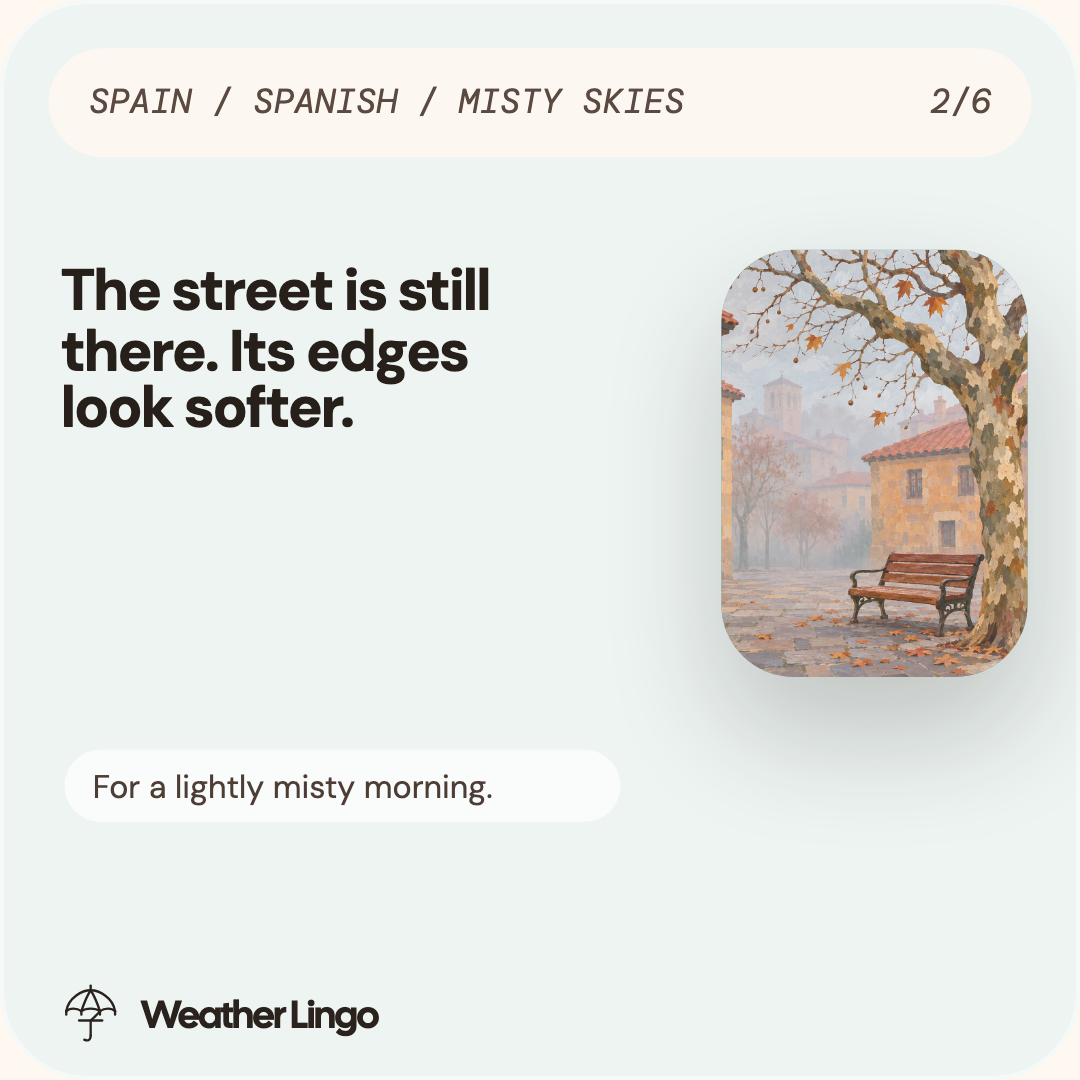 SPAIN / SPANISH / MISTY SKIES 2/6
The street is still
there. Its edges
look softer.
For a lightly misty morning.
Weather Lingo